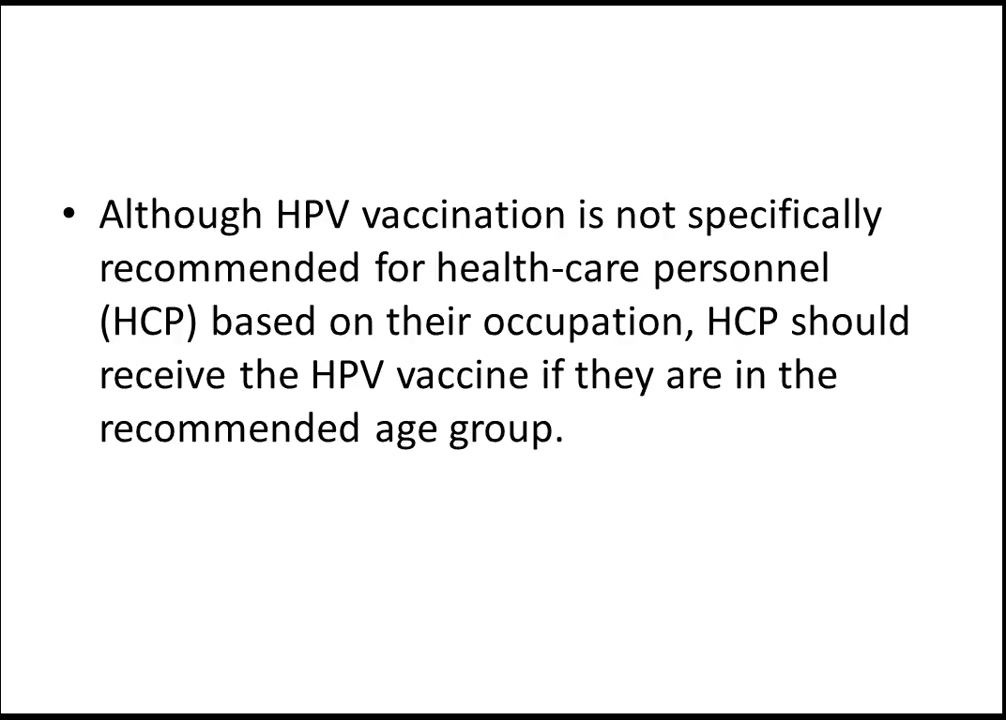 • Although HPV vaccination is not specifically
recommended for health-care personnel
(HCP) based on their occupation, HCP should
receive the HPV vaccine if they are in the
recommended age group.